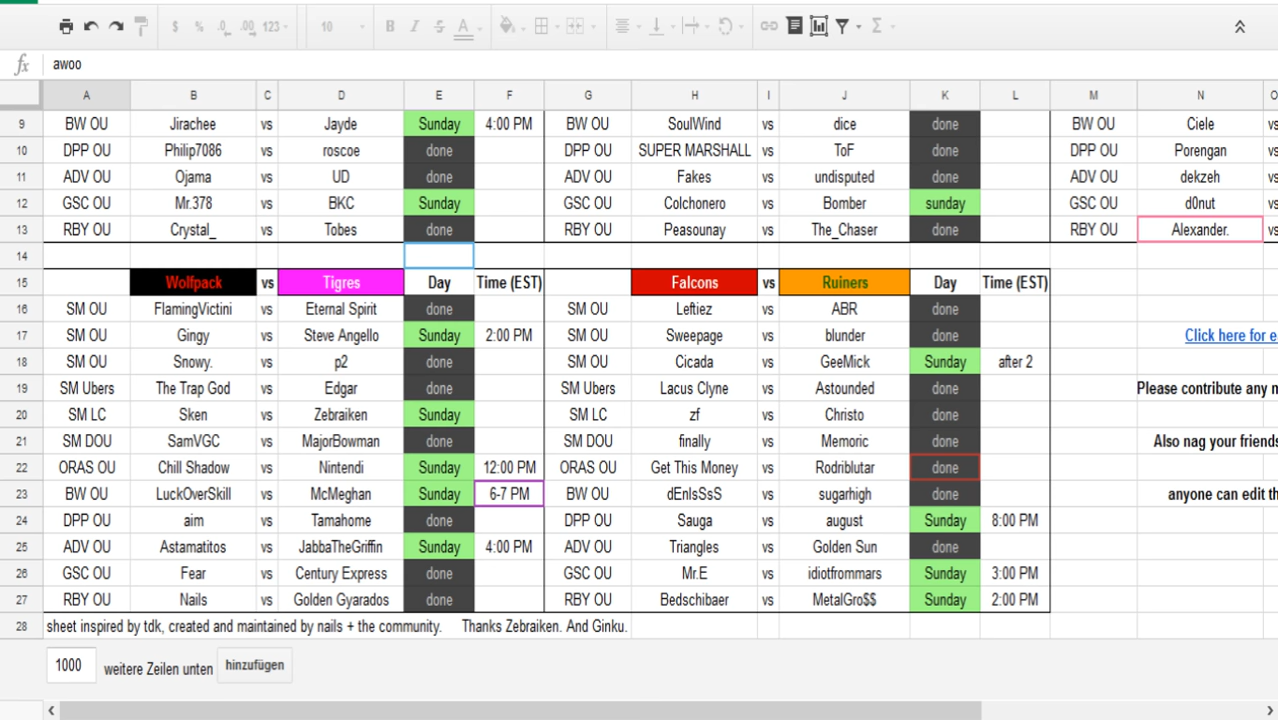 $ % .0 .00 123 10 B I S A Σ
fx awoo
A B C D E F G H I J K L M N O
9 BW OU Jirachee vs Jayde Sunday 4:00 PM BW OU SoulWind vs dice done BW OU Ciele vs
10 DPP OU Philip7086 vs roscoe done DPP OU SUPER MARSHALL vs ToF done DPP OU Porengan vs
11 ADV OU Ojama vs UD done ADV OU Fakes vs undisputed done ADV OU dekzeh vs
12 GSC OU Mr.378 vs BKC Sunday GSC OU Colchonero vs Bomber sunday GSC OU d0nut vs
13 RBY OU Crystal_ vs Tobes done RBY OU Peasounay vs The_Chaser done RBY OU Alexander. vs
14
15 Wolfpack vs Tigres Day Time (EST) Falcons vs Ruiners Day Time (EST)
16 SM OU FlamingVictini vs Eternal Spirit done SM OU Leftiez vs ABR done
17 SM OU Gingy vs Steve Angello Sunday 2:00 PM SM OU Sweepage vs blunder done Click here for e
18 SM OU Snowy. vs p2 done SM OU Cicada vs GeeMick Sunday after 2
19 SM Ubers The Trap God vs Edgar done SM Ubers Lacus Clyne vs Astounded done Please contribute any n
20 SM LC Sken vs Zebraiken Sunday SM LC zf vs Christo done
21 SM DOU SamVGC vs MajorBowman done SM DOU finally vs Memoric done Also nag your friends
22 ORAS OU Chill Shadow vs Nintendi Sunday 12:00 PM ORAS OU Get This Money vs Rodriblutar done
23 BW OU LuckOverSkill vs McMeghan Sunday 6-7 PM BW OU dEnIsSsS vs sugarhigh done anyone can edit th
24 DPP OU aim vs Tamahome done DPP OU Sauga vs august Sunday 8:00 PM
25 ADV OU Astamatitos vs JabbaTheGriffin Sunday 4:00 PM ADV OU Triangles vs Golden Sun done
26 GSC OU Fear vs Century Express done GSC OU Mr.E vs idiotfrommars Sunday 3:00 PM
27 RBY OU Nails vs Golden Gyarados done RBY OU Bedschibaer vs MetalGro$$ Sunday 2:00 PM
28 sheet inspired by tdk, created and maintained by nails + the community. Thanks Zebraiken. And Ginku.
1000 weitere Zeilen unten hinzufügen